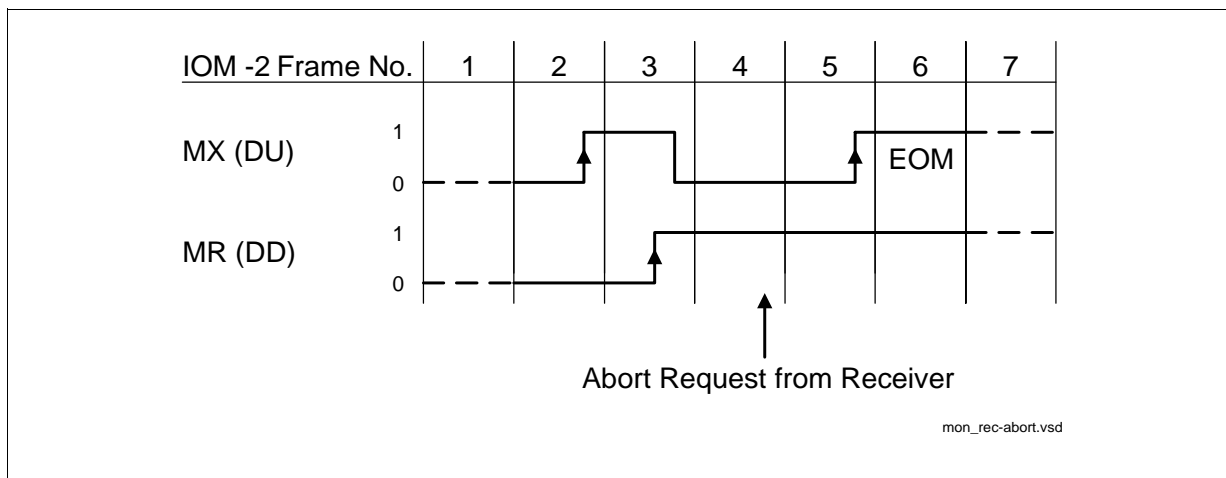 IOM -2 Frame No. 1 2 3 4 5 6 7
1
MX (DU)
EOM
0
1
MR (DD)
0
Abort Request from Receiver
mon_rec-abort.vsd